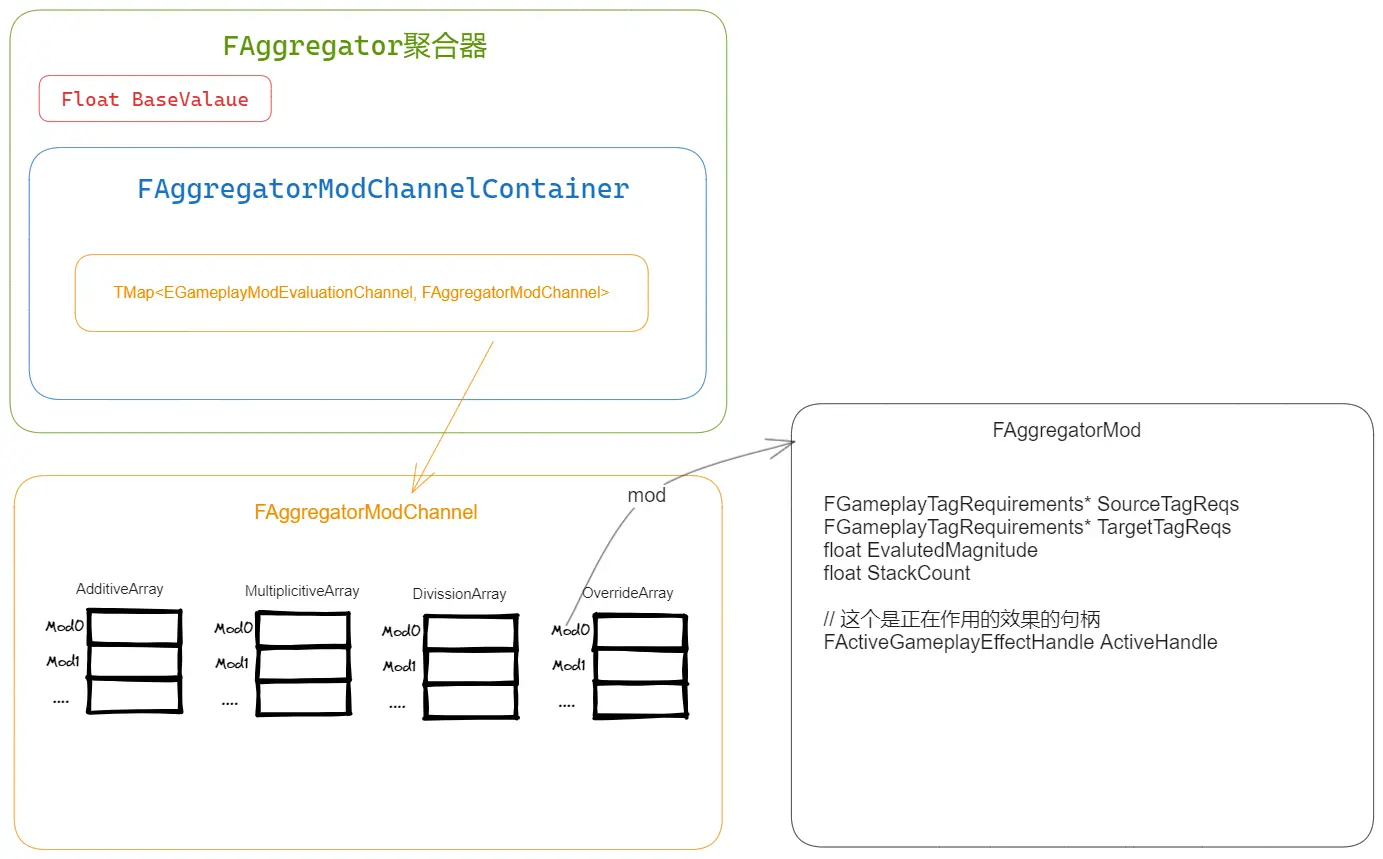 FAggregator聚合器
Float BaseValaue
FAggregatorModChannelContainer
TMap<EGameplayModEvaluationChannel, FAggregatorModChannel>
FAggregatorModChannel
AdditiveArray
Mod0
Mod1
....
MultiplicitiveArray
Mod0
Mod1
....
DivissionArray
Mod0
Mod1
....
OverrideArray
Mod0
Mod1
....
mod
FAggregatorMod
FGameplayTagRequirements* SourceTagReqs
FGameplayTagRequirements* TargetTagReqs
float EvalutedMagnitude
float StackCount
// 这个是正在作用的效果的句柄
FActiveGameplayEffectHandle ActiveHandle